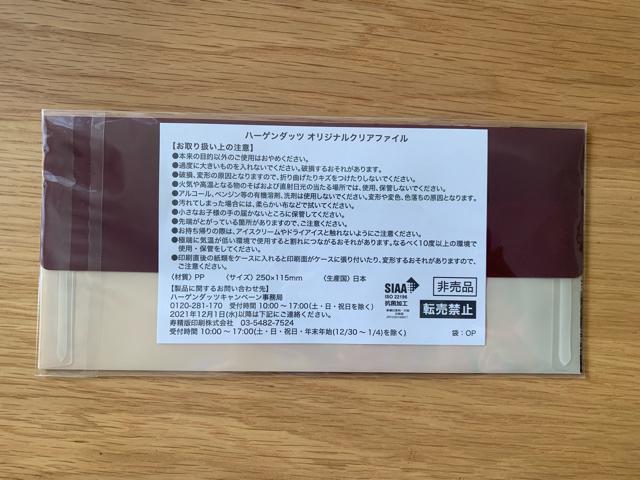 ハーゲンダッツ オリジナルクリアファイル
【お取り扱い上の注意】
●本来の目的以外のご使用はおやめください。
●過度に大きいものを入れないでください。破損するおそれがあります。
●破損、変形の原因となりますので、折り曲げたりキズをつけたりしないでください。
●火気や高温となる物のそばおよび直射日光の当たる場所では、使用、保管しないでください。
●アルコール、ベンジン等の有機溶剤、洗剤は使用しないでください。変形や変色、色落ちの原因となります。
●汚れてしまった場合には、柔らかい布などで拭いてください。
●小さなお子様の手の届かないところに保管してください。
●先端がとがっている箇所がありますので、ご注意ください。
●お持ち帰りの際は、アイスクリームやドライアイスと触れないようにご注意ください。
●極端に気温が低い環境で使用すると割れにつながるおそれがあります。なるべく10度以上の環境で
使用・保管をしてください。
●印刷直後の紙類をケースに入れると印刷面がケースに張り付いたり、変形するおそれがありますので、
ご注意ください。
〈材質〉PP 〈サイズ〉250×115mm 〈生産国〉日本
【製品に関するお問い合わせ先】
ハーゲンダッツキャンペーン事務局
0120-281-170 受付時間 10:00～17:00(土・日・祝日を除く)
2021年12月1日(水)以降は下記にご連絡ください。
寿精版印刷株式会社 03-5482-7524
受付時間 10:00～17:00(土・日・祝日・年末年始(12/30～1/4)を除く)
SIAA
ISO 22196
抗菌加工
非売品
転売禁止
袋：OP